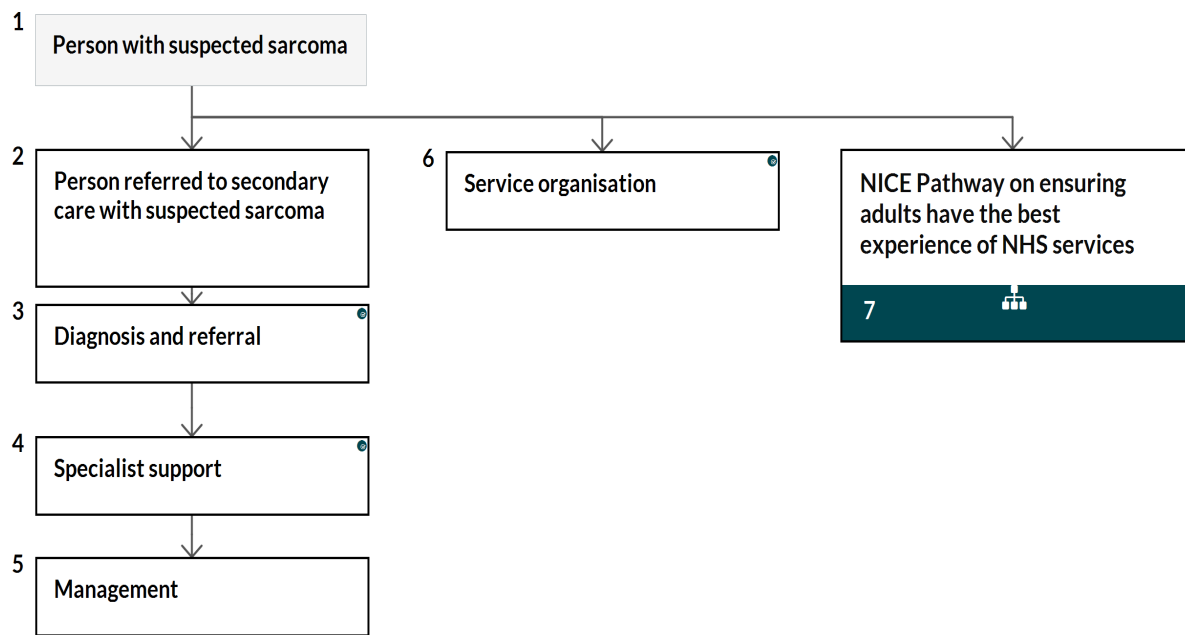 1
Person with suspected sarcoma
2
Person referred to secondary
care with suspected sarcoma
3
Diagnosis and referral
4
Specialist support
5
Management
6
Service organisation
NICE Pathway on ensuring
adults have the best
experience of NHS services
7